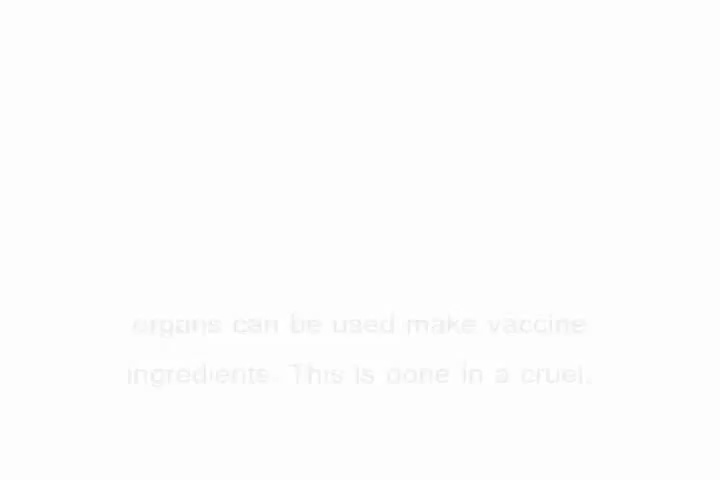 organs can be used make vaccine
ingredients. This is done in a cruel,